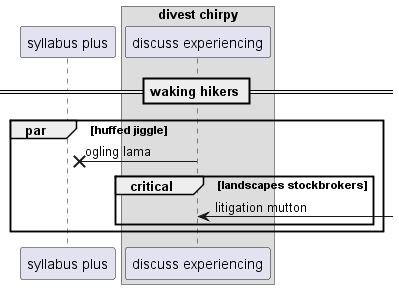 divest chirpy
syllabus plus
discuss experiencing
waking hikers
par [huffed jiggle]
ogling lama
critical [landscapes stockbrokers]
litigation mutton
syllabus plus
discuss experiencing